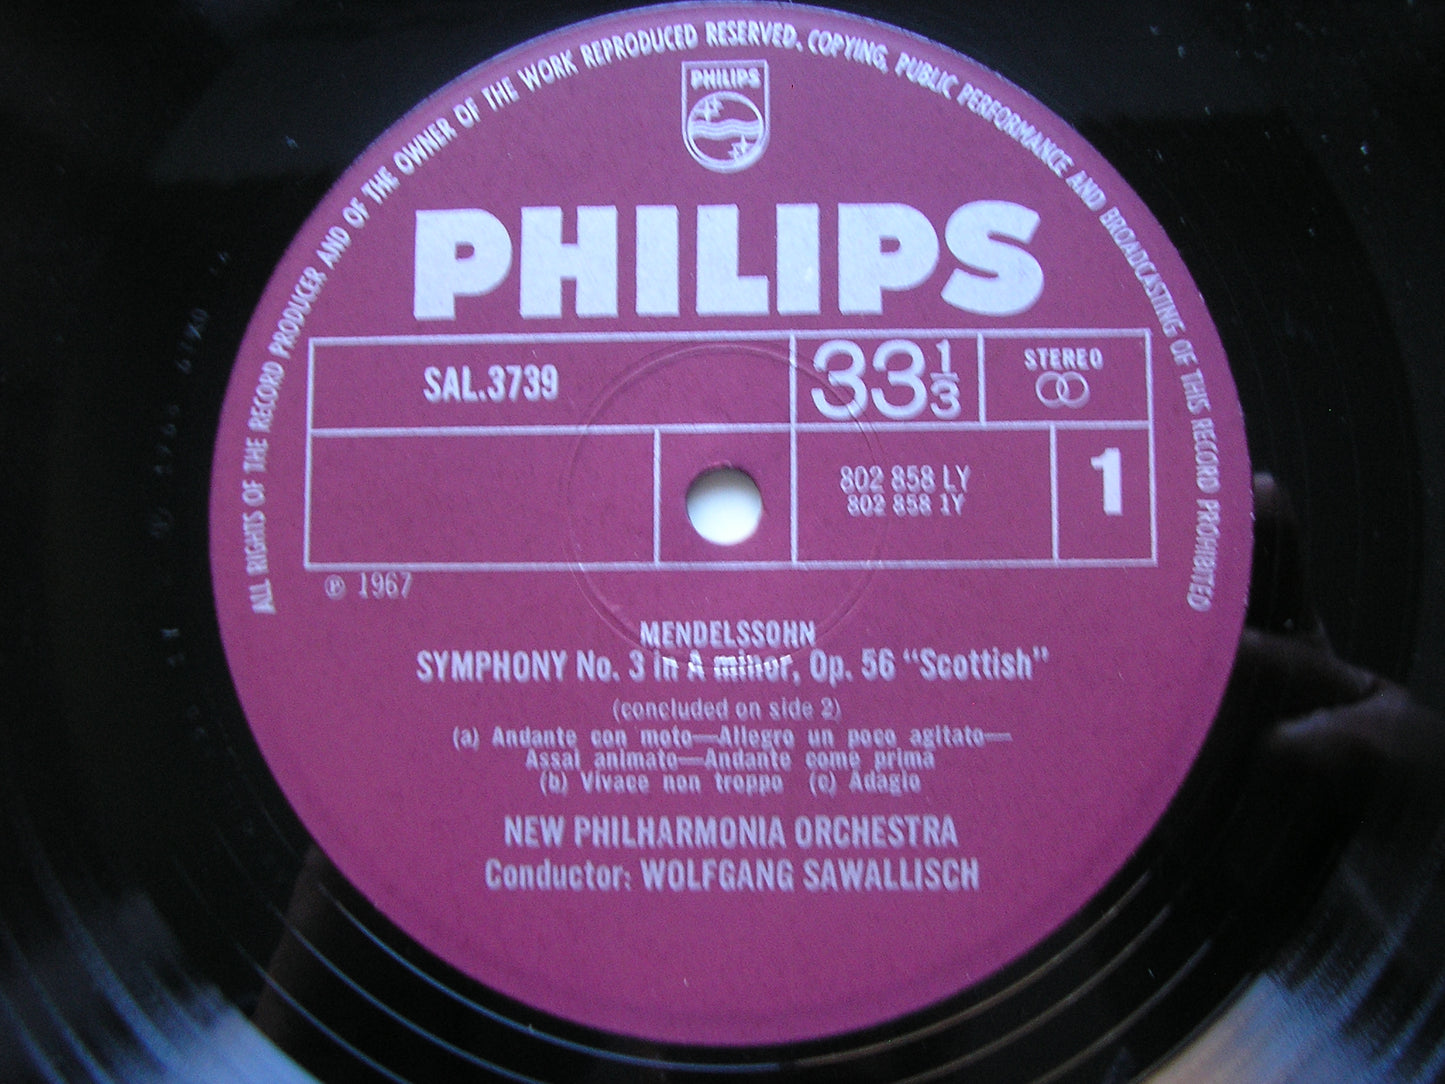 ALL RIGHTS OF THE RECORD PRODUCER AND OF THE OWNER OF THE WORK REPRODUCED RESERVED. COPYING, PUBLIC PERFORMANCE AND BROADCASTING OF THIS RECORD PROHIBITED
PHILIPS
PHILIPS
SAL.3739
33⅓
STEREO
802 858 LY
802 858 1Y
1
℗ 1967
MENDELSSOHN
SYMPHONY No. 3 in A minor, Op. 56 “Scottish”
(concluded on side 2)
(a) Andante con moto—Allegro un poco agitato—
Assai animato—Andante come prima
(b) Vivace non troppo (c) Adagio
NEW PHILHARMONIA ORCHESTRA
Conductor: WOLFGANG SAWALLISCH